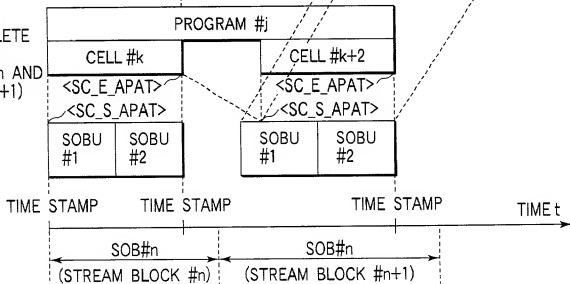 PROGRAM #j
LETE
CELL #k CELL #k+2
n AND
+1)
<SC_E_APAT> <SC_E_APAT>
<SC_S_APAT> <SC_S_APAT>
SOBU #1 SOBU #2 SOBU #1 SOBU #2
TIME STAMP TIME STAMP TIME STAMP TIME t
SOB#n SOB#n
(STREAM BLOCK #n) (STREAM BLOCK #n+1)